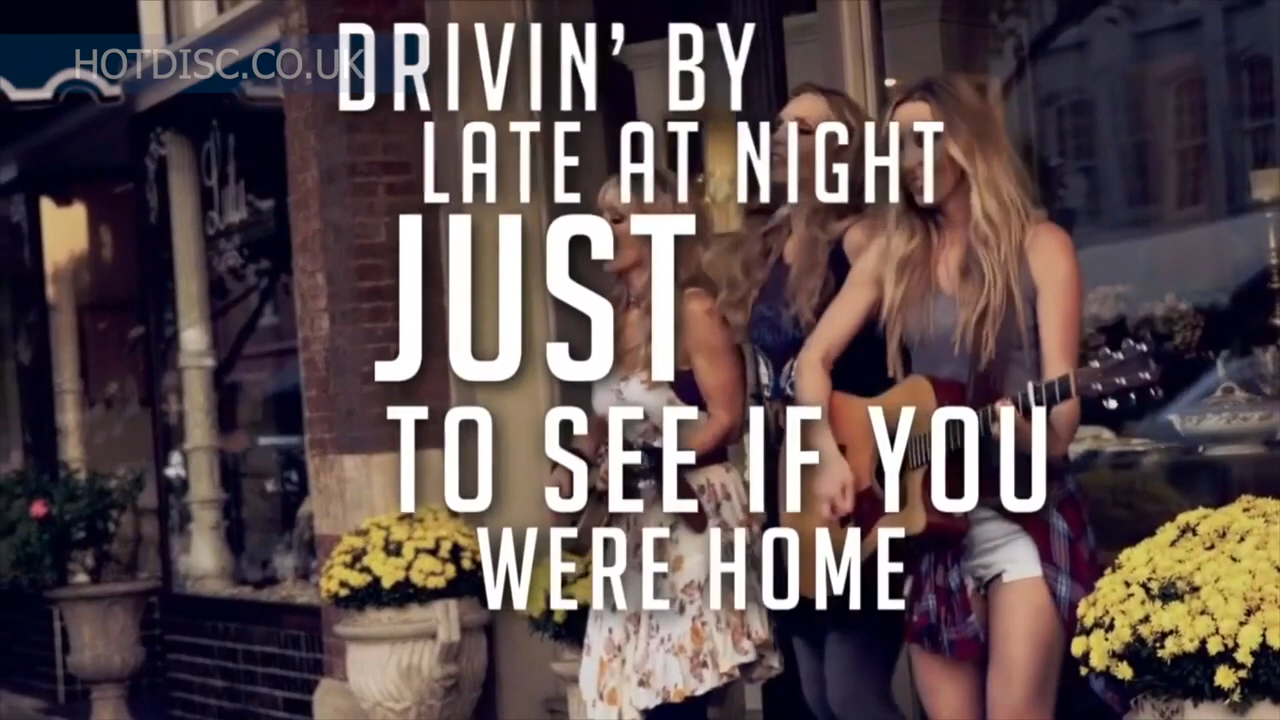 HOTDISC.CO.UK
DRIVIN' BY
LATE AT NIGHT
JUST
TO SEE IF YOU
WERE HOME